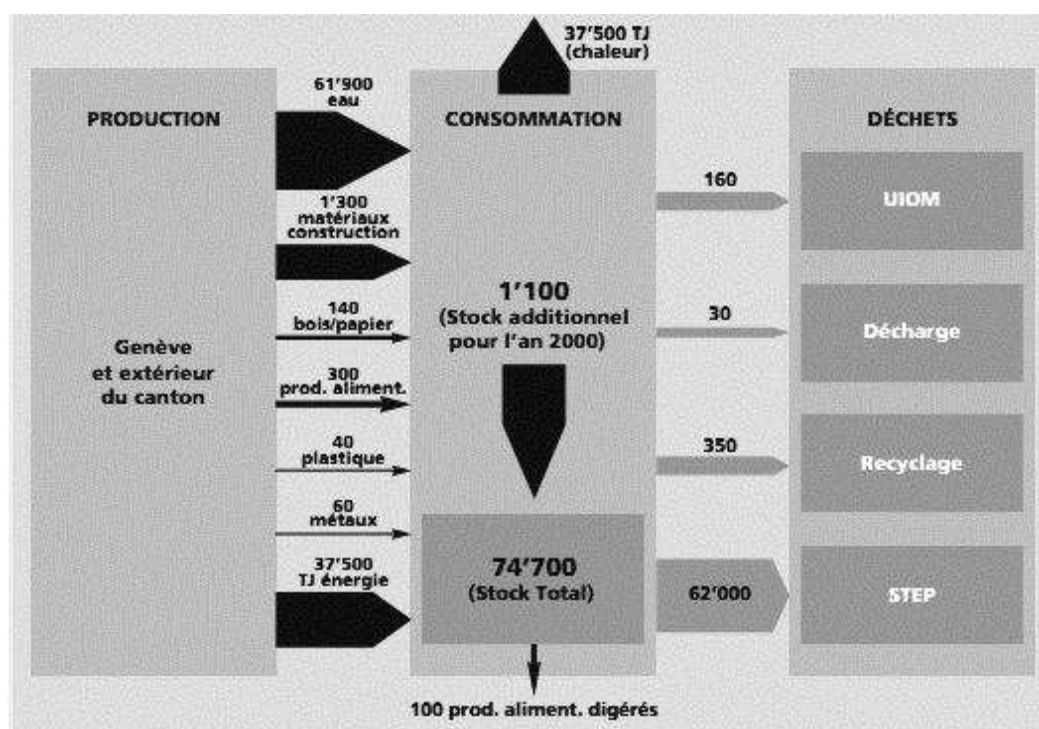 37'500 TJ
(chaleur)
PRODUCTION
Genève
et extérieur
du canton
61'900
eau
1'300
matériaux
construction
140
bois/papier
300
prod. aliment.
40
plastique
60
métaux
37'500
TJ énergie
CONSOMMATION
1'100
(Stock additionnel
pour l'an 2000)
74'700
(Stock Total)
100 prod. aliment. digérés
160
30
350
62'000
DÉCHETS
UIOM
Décharge
Recyclage
STEP